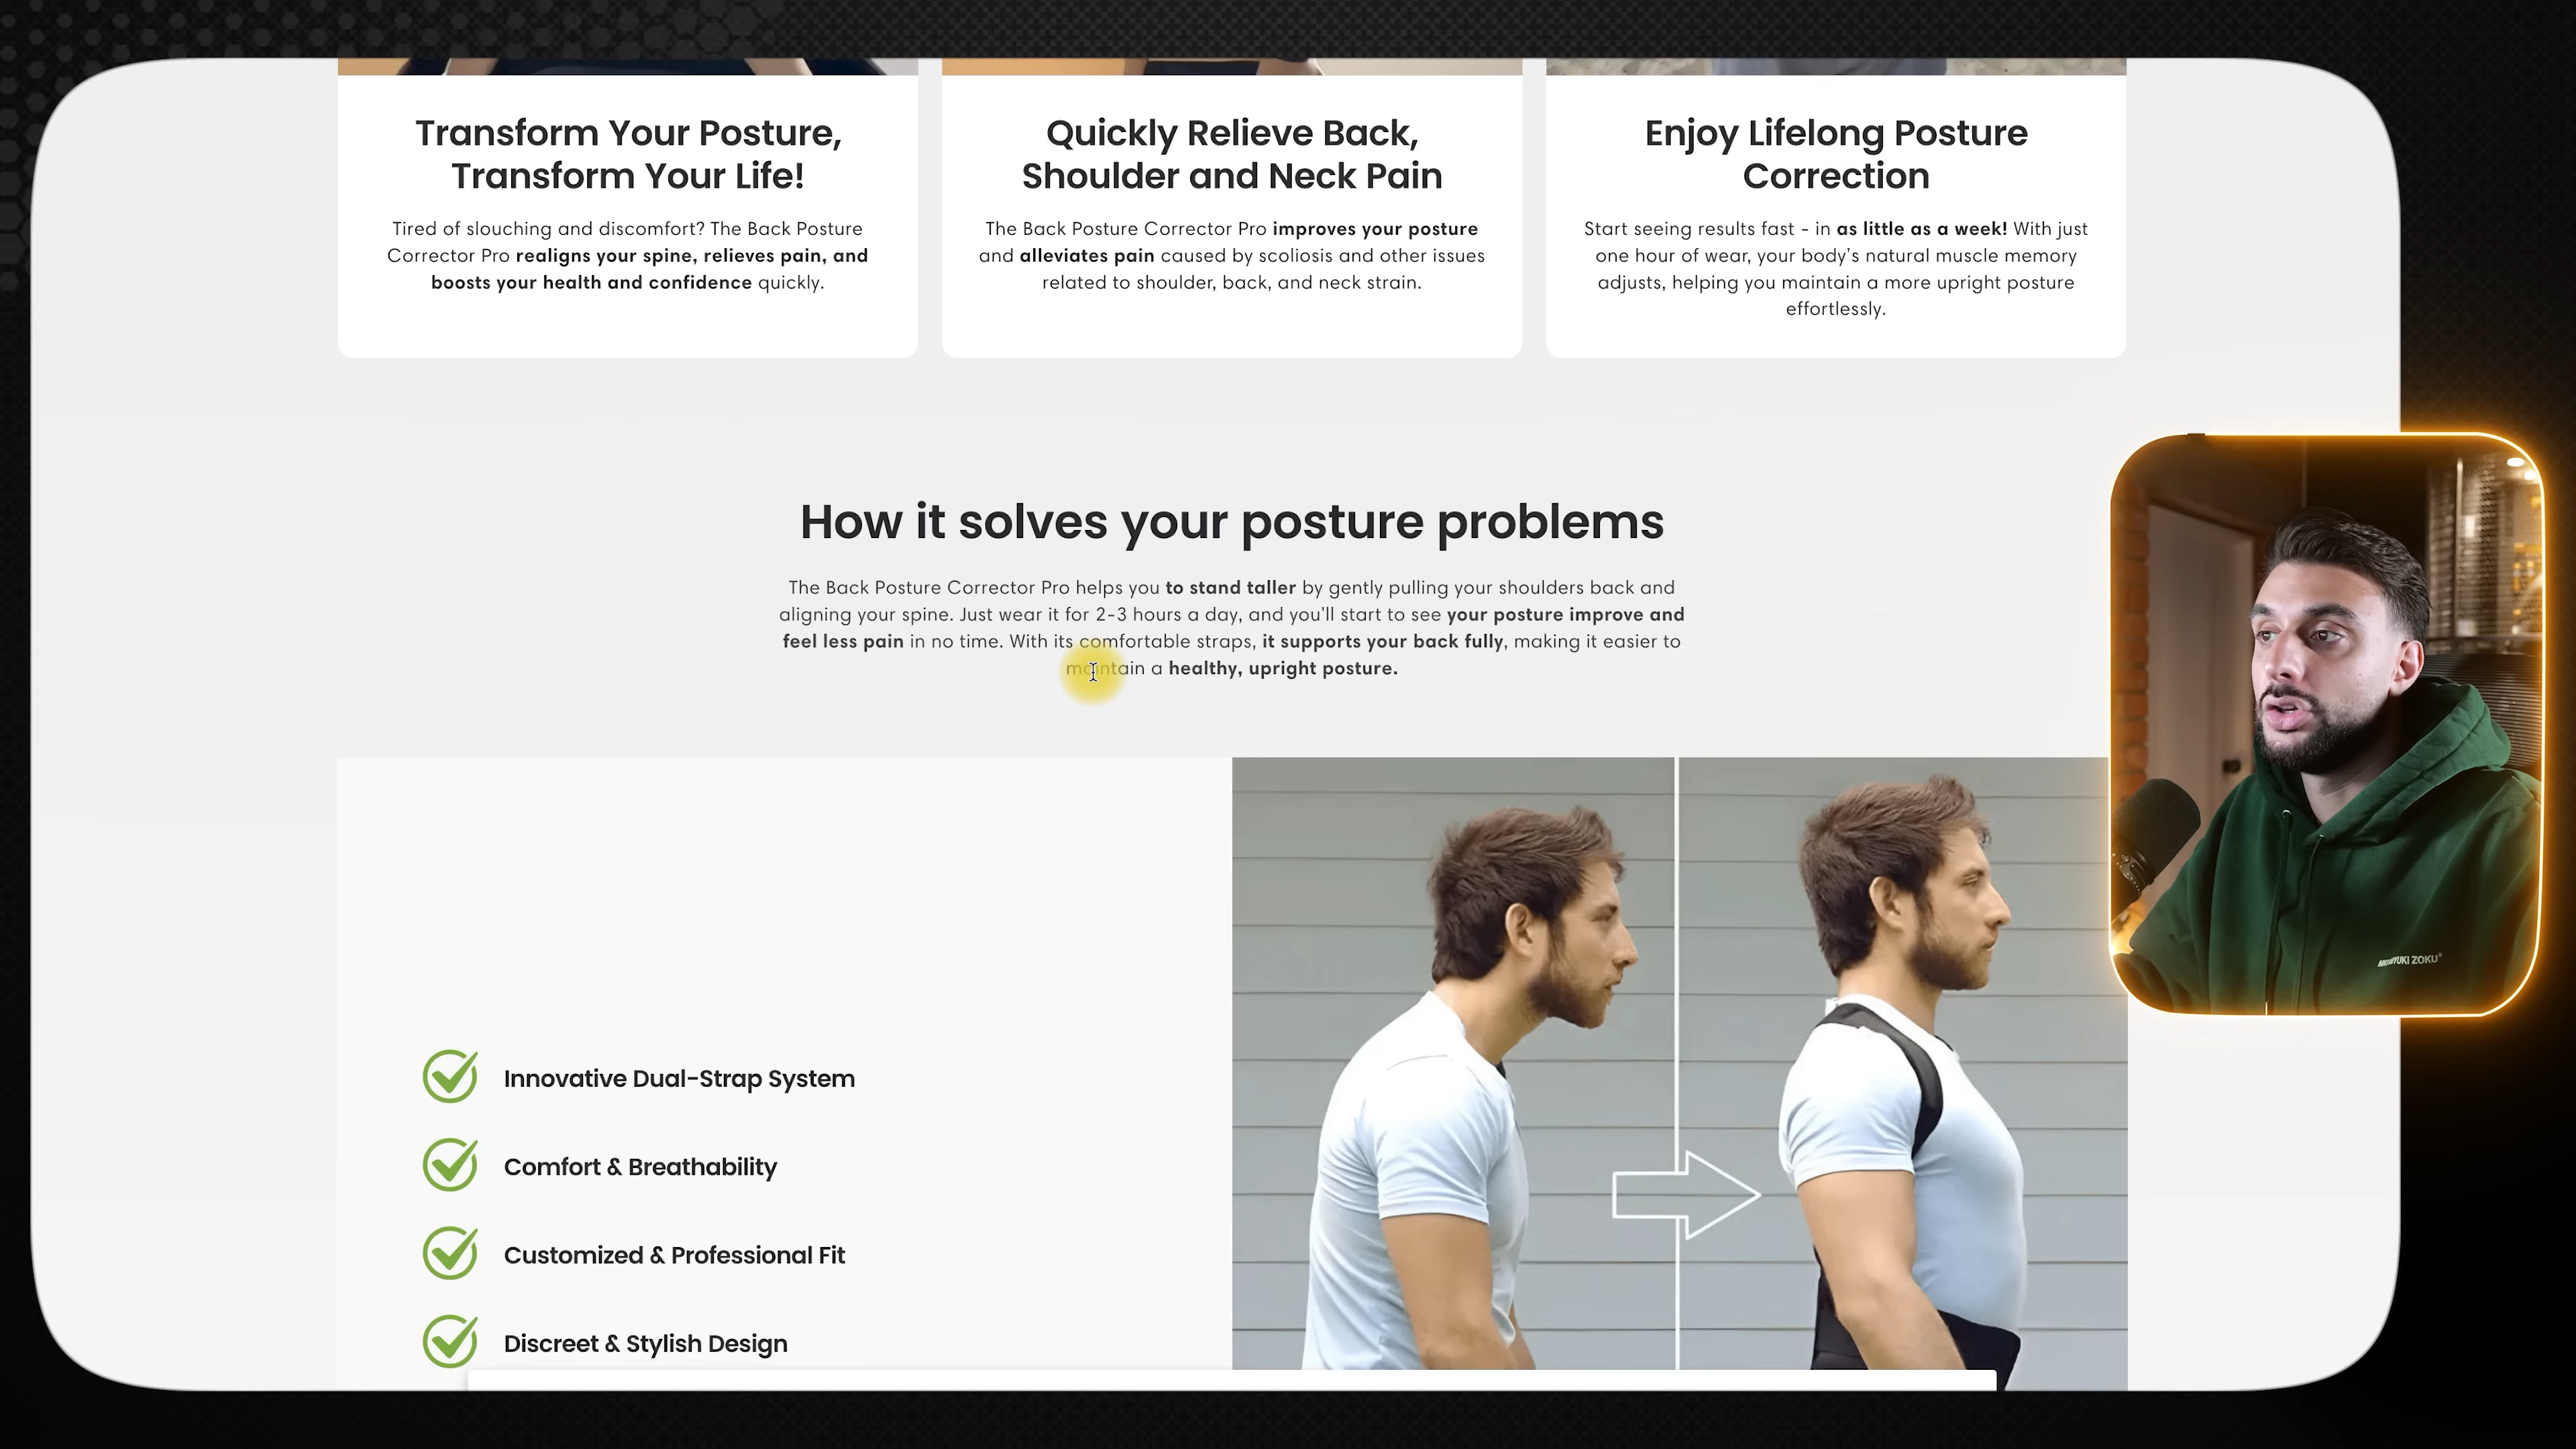 Transform Your Posture,
Transform Your Life!
Tired of slouching and discomfort? The Back Posture
Corrector Pro realigns your spine, relieves pain, and
boosts your health and confidence quickly.
Quickly Relieve Back,
Shoulder and Neck Pain
The Back Posture Corrector Pro improves your posture
and alleviates pain caused by scoliosis and other issues
related to shoulder, back, and neck strain.
Enjoy Lifelong Posture
Correction
Start seeing results fast - in as little as a week! With just
one hour of wear, your body's natural muscle memory
adjusts, helping you maintain a more upright posture
effortlessly.
How it solves your posture problems
The Back Posture Corrector Pro helps you to stand taller by gently pulling your shoulders back and
aligning your spine. Just wear it for 2-3 hours a day, and you'll start to see your posture improve and
feel less pain in no time. With its comfortable straps, it supports your back fully, making it easier to
maintain a healthy, upright posture.
Innovative Dual-Strap System
Comfort & Breathability
Customized & Professional Fit
Discreet & Stylish Design
ZOKU